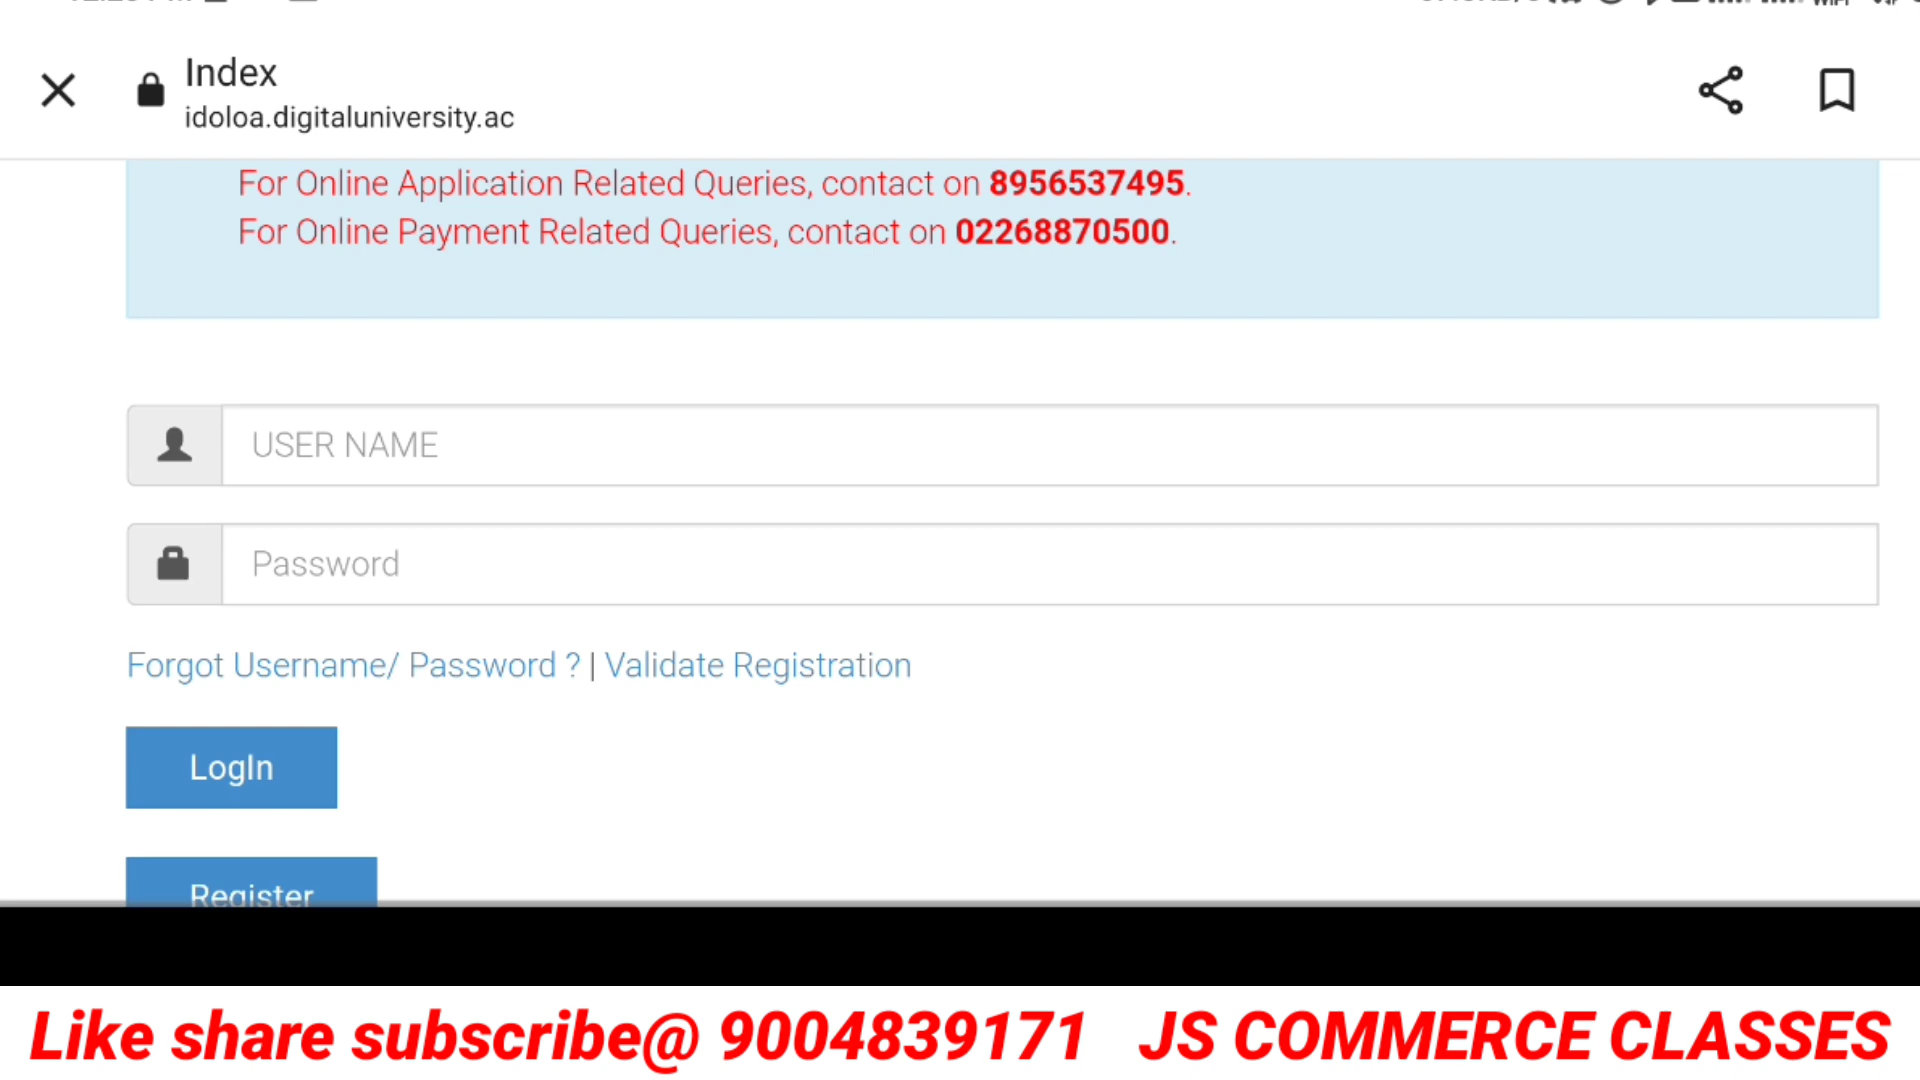 Index
idoloa.digitaluniversity.ac
For Online Application Related Queries, contact on 8956537495.
For Online Payment Related Queries, contact on 02268870500.
USER NAME
Password
Forgot Username/ Password ? | Validate Registration
LogIn
Register
Like share subscribe@ 9004839171 JS COMMERCE CLASSES